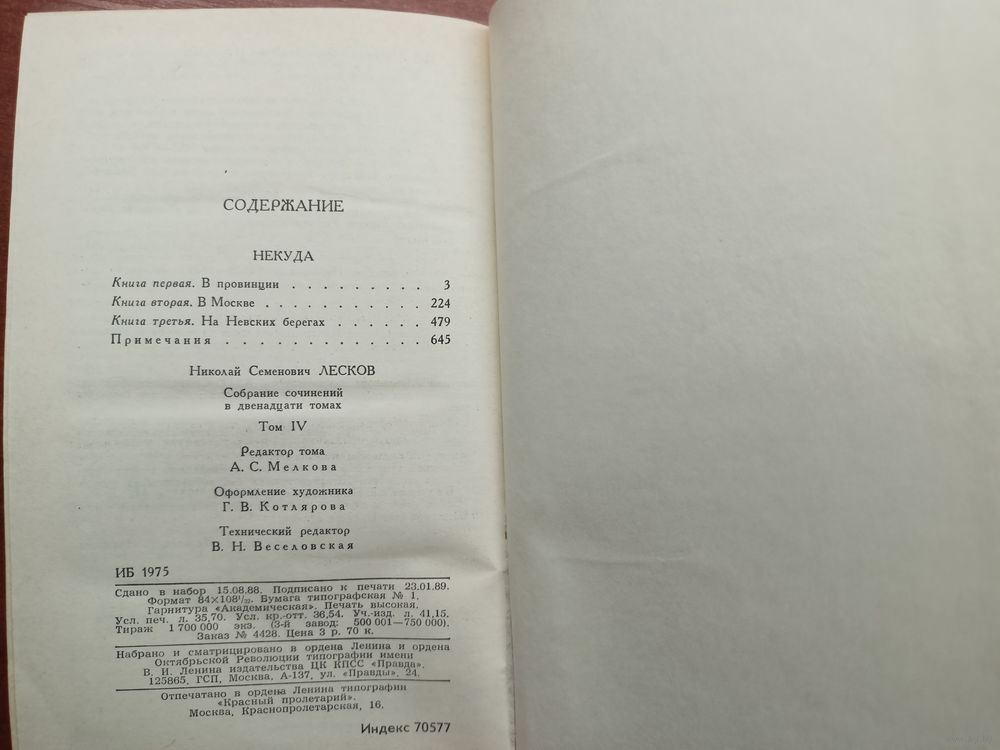 СОДЕРЖАНИЕ
НЕКУДА
Книга первая. В провинции . . . . . . . . . . 3
Книга вторая. В Москве . . . . . . . . . . . . 224
Книга третья. На Невских берегах . . . . . . 479
Примечания . . . . . . . . . . . . . 645
Николай Семенович ЛЕСКОВ
Собрание сочинений
в двенадцати томах
Том IV
Редактор тома
А. С. Мелкова
Оформление художника
Г. В. Котлярова
Технический редактор
В. Н. Веселовская
ИБ 1975
Сдано в набор 15.08.88. Подписано к печати 23.01.89.
Формат 84×108¹/₃₂. Бумага типографская № 1.
Гарнитура «Академическая». Печать высокая.
Усл. печ. л. 35,70. Усл. кр.-отт. 36,54. Уч.-изд. л. 41,15.
Тираж 1 700 000 экз. (3-й завод: 500 001—750 000).
Заказ № 4428. Цена 3 р. 70 к.
Набрано и сматрицировано в ордена Ленина и ордена
Октябрьской Революции типографии имени
В. И. Ленина издательства ЦК КПСС «Правда».
125865, ГСП, Москва, А-137, ул. «Правды», 24.
Отпечатано в ордена Ленина типографии
«Красный пролетарий».
Москва, Краснопролетарская, 16.
Индекс 70577